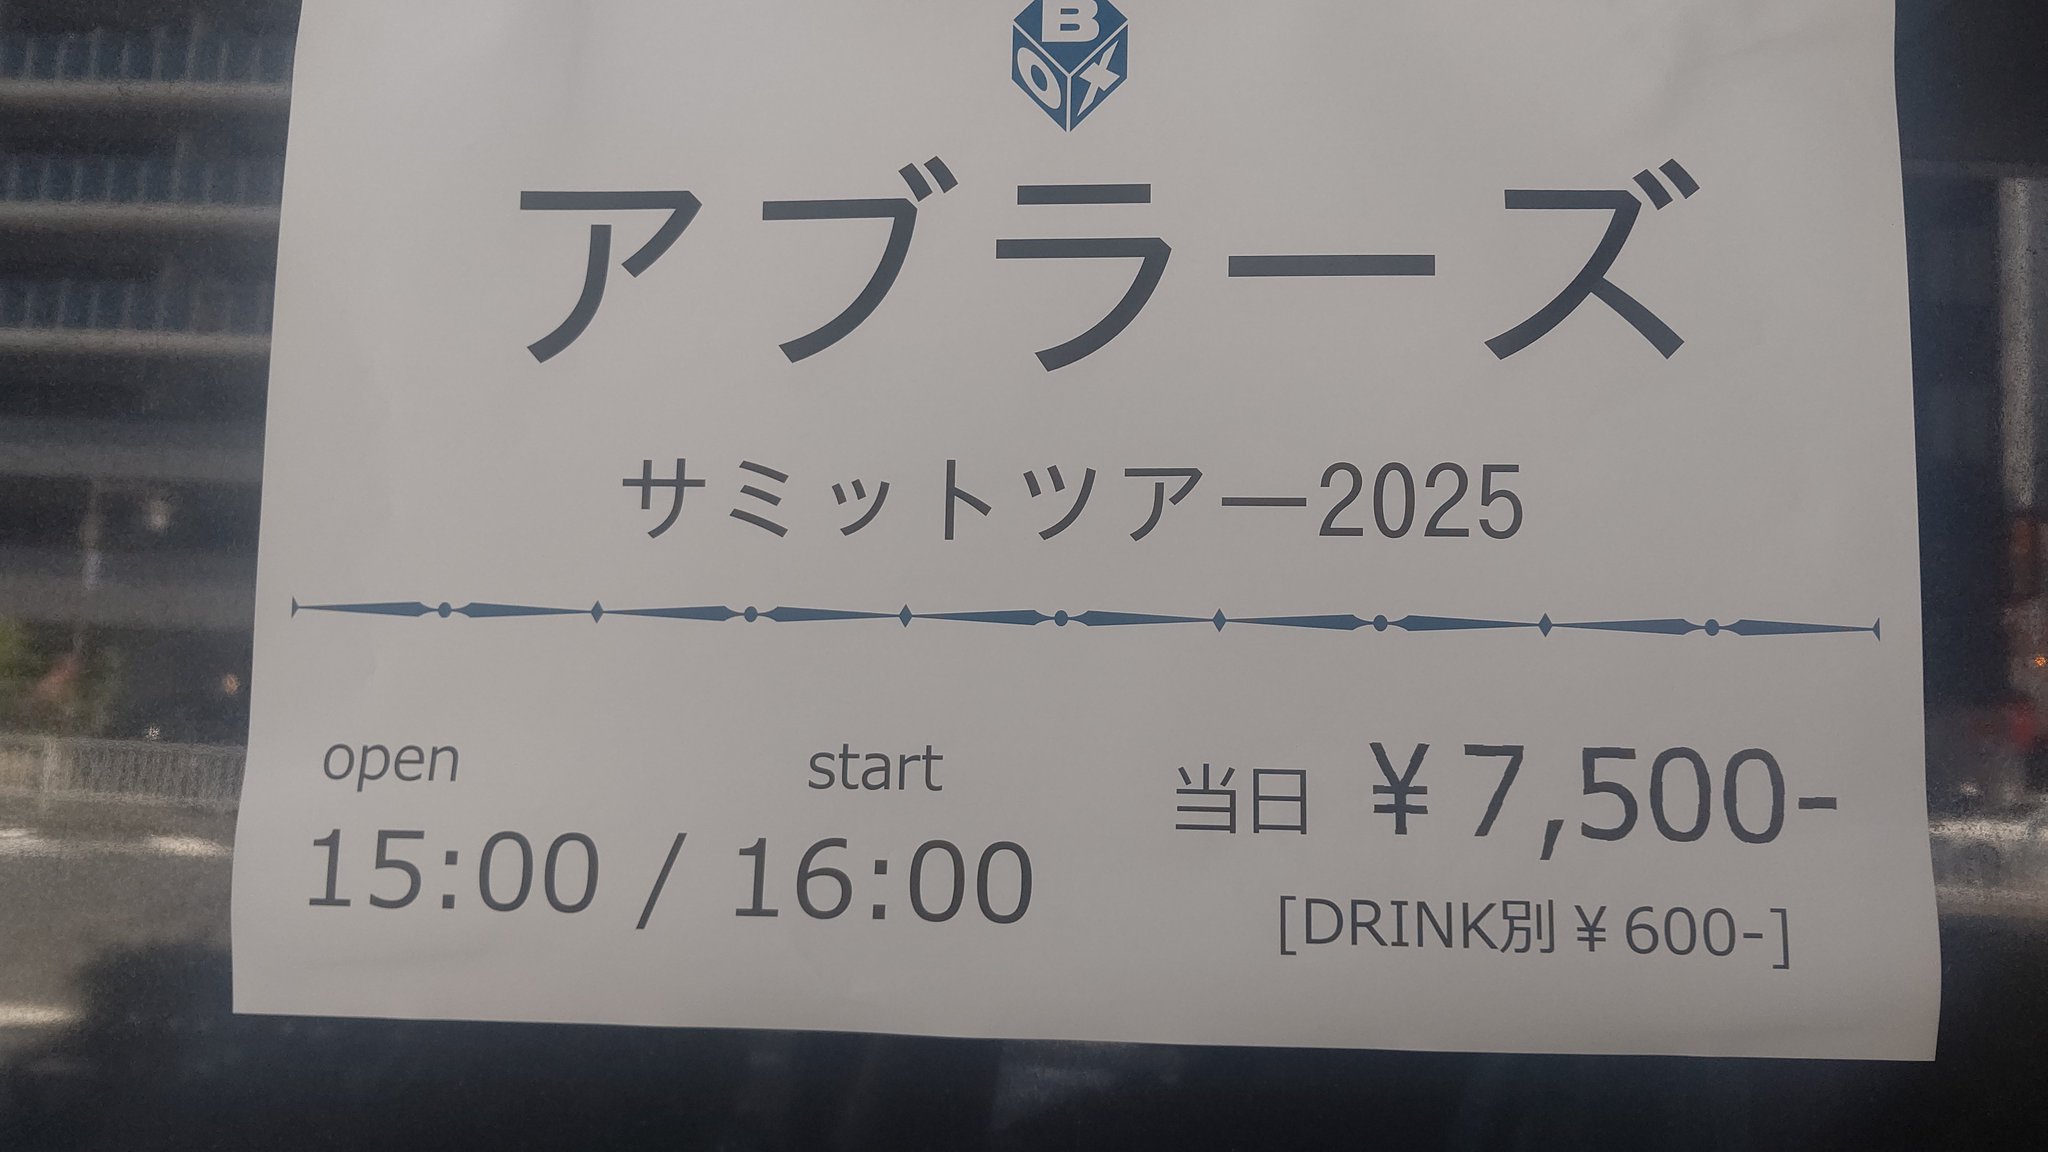 BOX
アブラーズ
サミットツアー2025
open start
15:00 / 16:00
当日 ¥7,500-
[DRINK別¥600-]